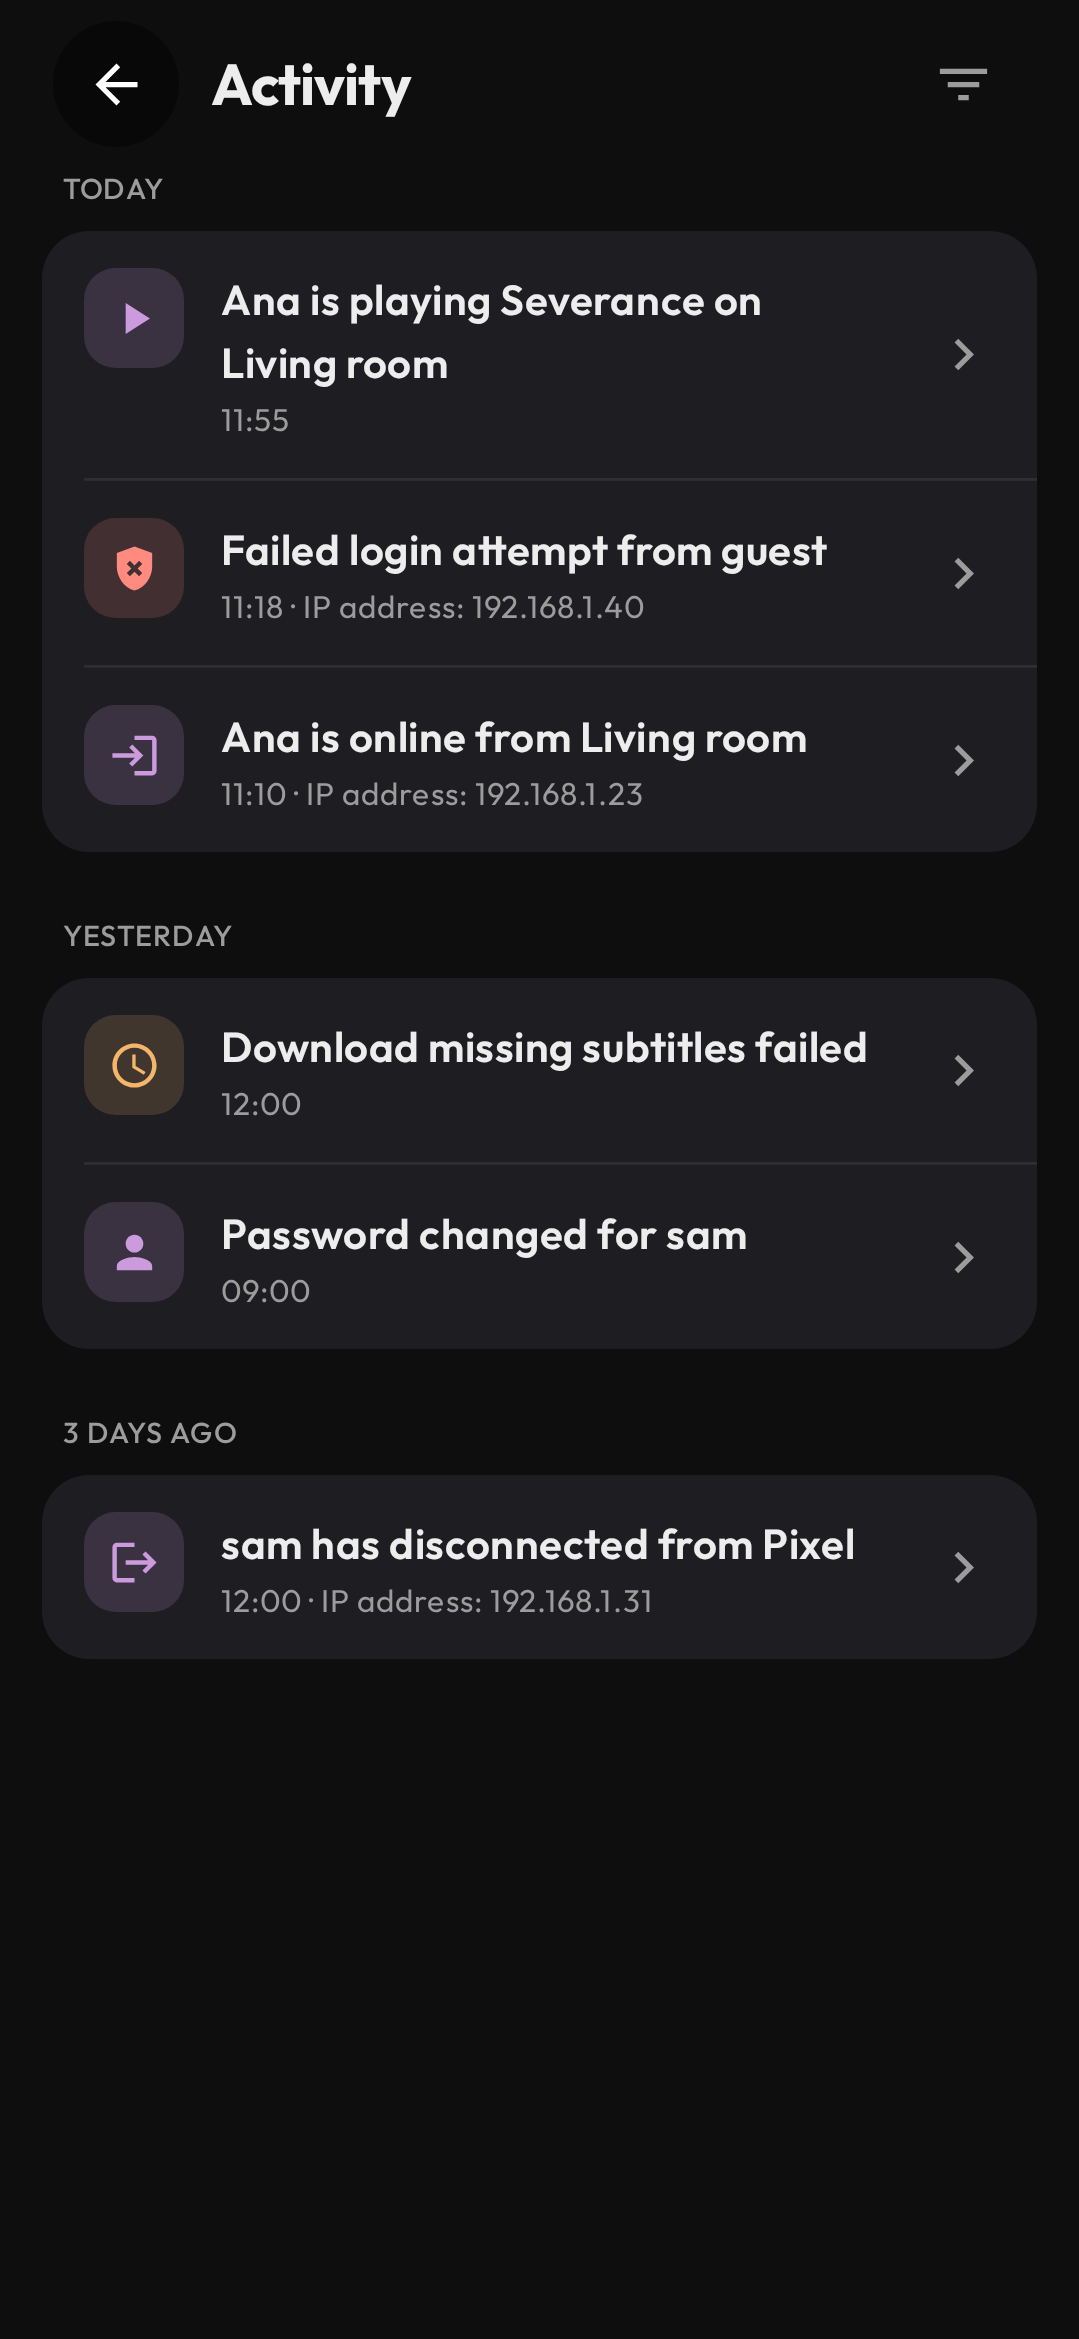 Activity
TODAY
Ana is playing Severance on
Living room
11:55
Failed login attempt from guest
11:18 · IP address: 192.168.1.40
Ana is online from Living room
11:10 · IP address: 192.168.1.23
YESTERDAY
Download missing subtitles failed
12:00
Password changed for sam
09:00
3 DAYS AGO
sam has disconnected from Pixel
12:00 · IP address: 192.168.1.31